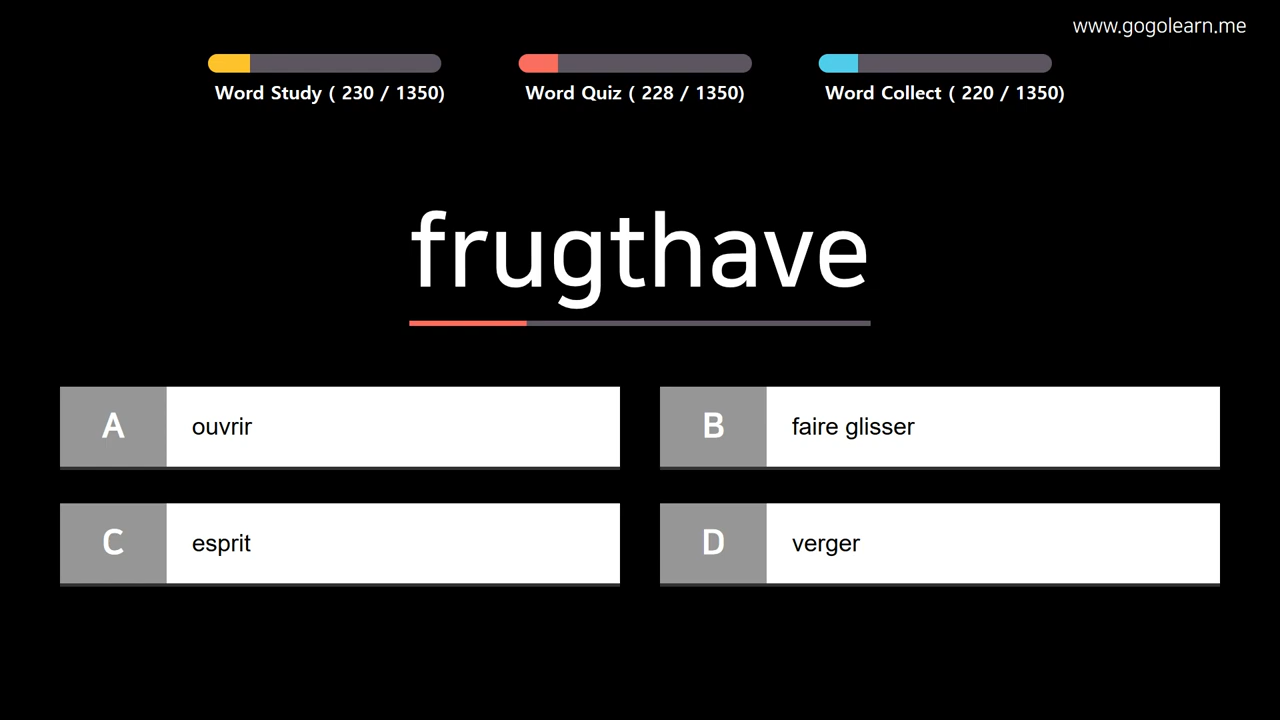 www.gogolearn.me
Word Study ( 230 / 1350)
Word Quiz ( 228 / 1350)
Word Collect ( 220 / 1350)
frugthave
A ouvrir
B faire glisser
C esprit
D verger